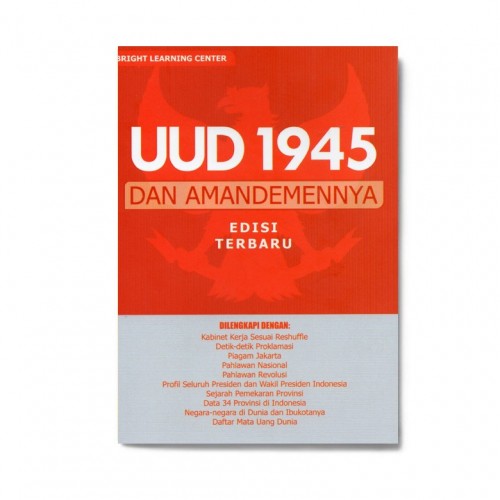 BRIGHT LEARNING CENTER
UUD 1945
DAN AMANDEMENNYA
EDISI
TERBARU
DILENGKAPI DENGAN:
Kabinet Kerja Sesuai Reshuffle
Detik-detik Proklamasi
Piagam Jakarta
Pahlawan Nasional
Pahlawan Revolusi
Profil Seluruh Presiden dan Wakil Presiden Indonesia
Sejarah Pemekaran Provinsi
Data 34 Provinsi di Indonesia
Negara-negara di Dunia dan Ibukotanya
Daftar Mata Uang Dunia